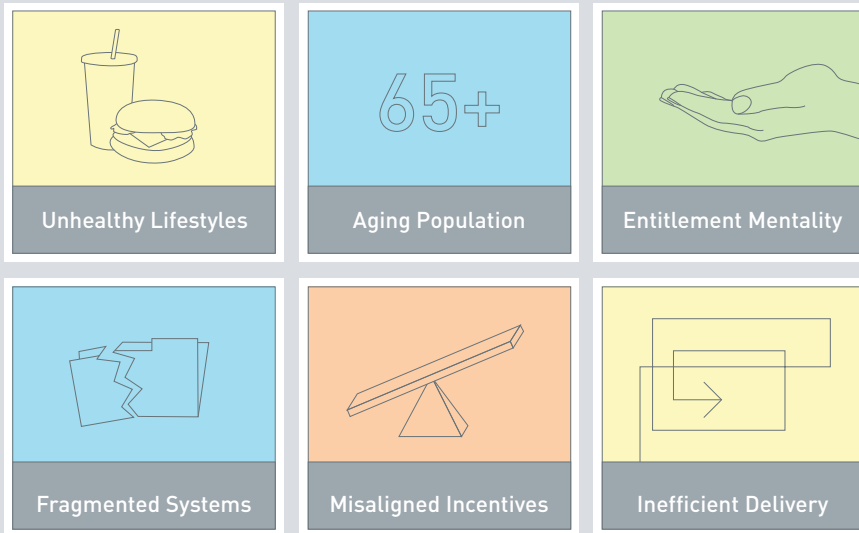 65+
Unhealthy Lifestyles
Aging Population
Entitlement Mentality
Fragmented Systems
Misaligned Incentives
Inefficient Delivery